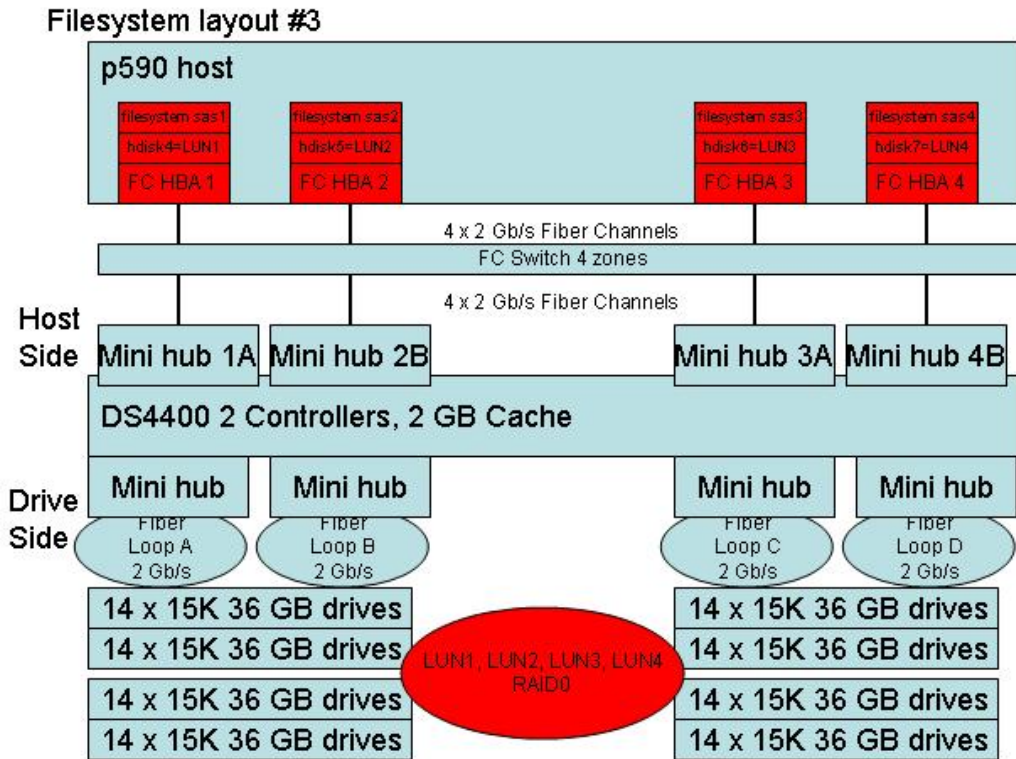 Filesystem layout #3
p590 host
filesystem sas1
hdisk4=LUN1
FC HBA 1
filesystem sas2
hdisk5=LUN2
FC HBA 2
filesystem sas3
hdisk6=LUN3
FC HBA 3
filesystem sas4
hdisk7=LUN4
FC HBA 4
4 x 2 Gb/s Fiber Channels
FC Switch 4 zones
4 x 2 Gb/s Fiber Channels
Host
Side
Mini hub 1A
Mini hub 2B
Mini hub 3A
Mini hub 4B
DS4400 2 Controllers, 2 GB Cache
Drive
Side
Mini hub
Mini hub
Mini hub
Mini hub
Fiber
Loop A
2 Gb/s
Fiber
Loop B
2 Gb/s
Fiber
Loop C
2 Gb/s
Fiber
Loop D
2 Gb/s
14 x 15K 36 GB drives
14 x 15K 36 GB drives
14 x 15K 36 GB drives
14 x 15K 36 GB drives
LUN1, LUN2, LUN3, LUN4
RAID0
14 x 15K 36 GB drives
14 x 15K 36 GB drives
14 x 15K 36 GB drives
14 x 15K 36 GB drives